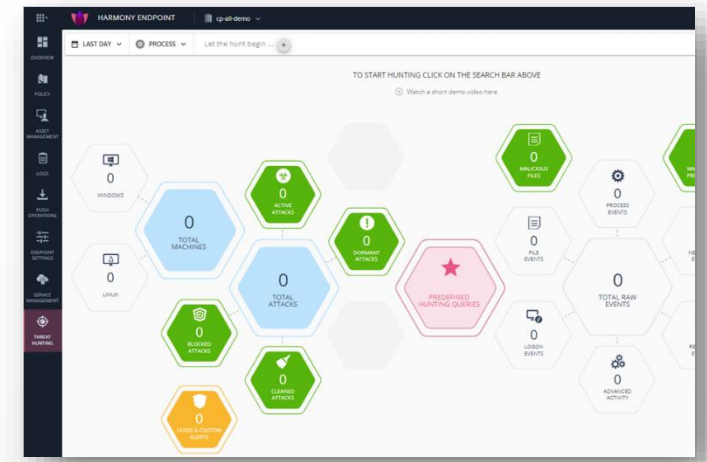 HARMONY ENDPOINT
cp-all-demo
OVERVIEW
POLICY
ASSET
MANAGEMENT
LOGS
PUSH
OPERATIONS
ENDPOINT
SETTINGS
SERVICE
MANAGEMENT
THREAT
HUNTING
LAST DAY
PROCESS
Let the hunt begin ...
+
TO START HUNTING CLICK ON THE SEARCH BAR ABOVE
Watch a short demo video here
0
WINDOWS
0
LINUX
0
TOTAL
MACHINES
0
ACTIVE
ATTACKS
0
TOTAL
ATTACKS
0
DORMANT
ATTACKS
0
BLOCKED
ATTACKS
0
CLEANED
ATTACKS
0
LEADS & CUSTOM
ALERTS
PREDEFINED
HUNTING QUERIES
0
MALICIOUS
FILES
0
FILE
EVENTS
0
LOGON
EVENTS
0
PROCESS
EVENTS
0
TOTAL RAW
EVENTS
0
ADVANCED
ACTIVITY